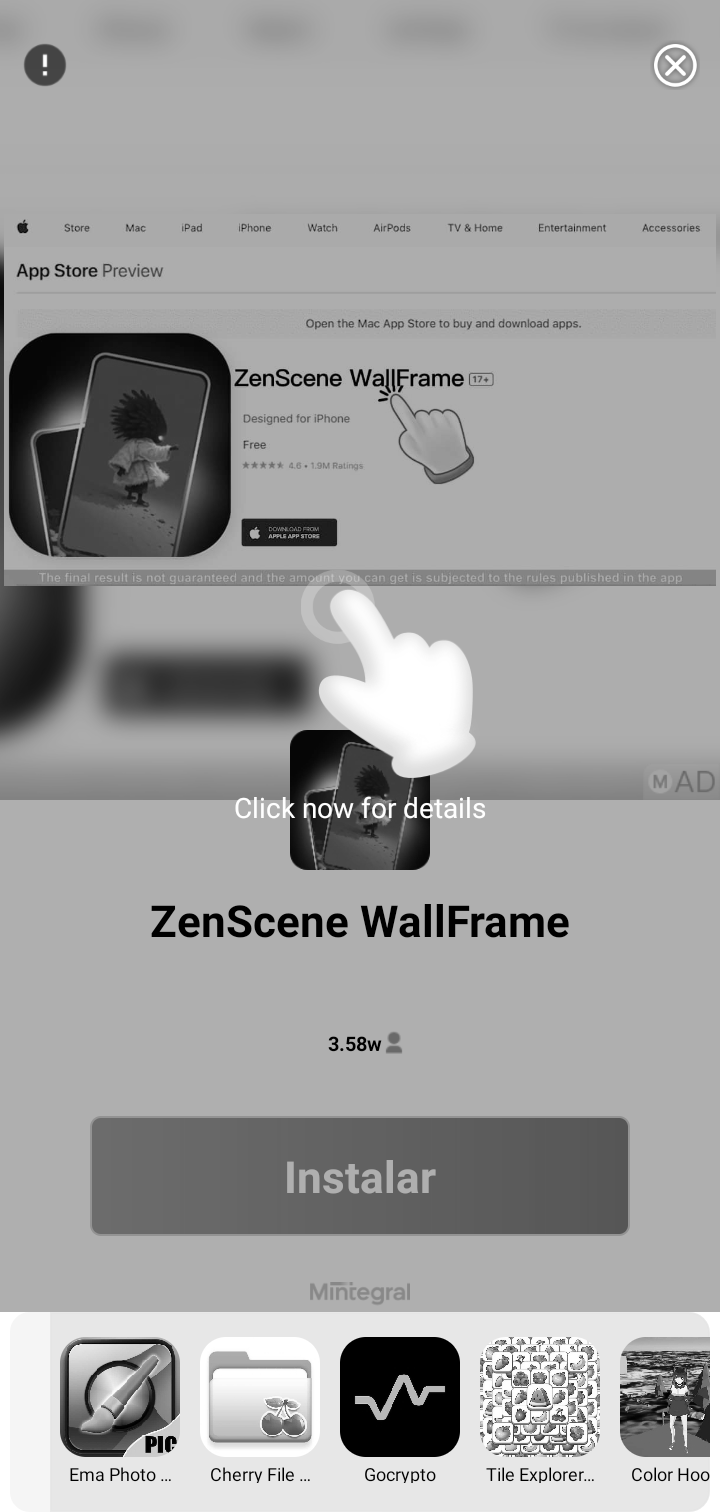 Store Mac iPad iPhone Watch AirPods TV & Home Entertainment Accessories
App Store Preview
Open the Mac App Store to buy and download apps.
ZenScene WallFrame 17+
Designed for iPhone
Free
★★★★★ 4.6 • 1.9M Ratings
DOWNLOAD FROM
APPLE APP STORE
The final result is not guaranteed and the amount you can get is subjected to the rules published in the app
M AD
Click now for details
ZenScene WallFrame
3.58w
Instalar
Mintegral
PIC
Ema Photo ... Cherry File ... Gocrypto Tile Explorer... Color Hoo